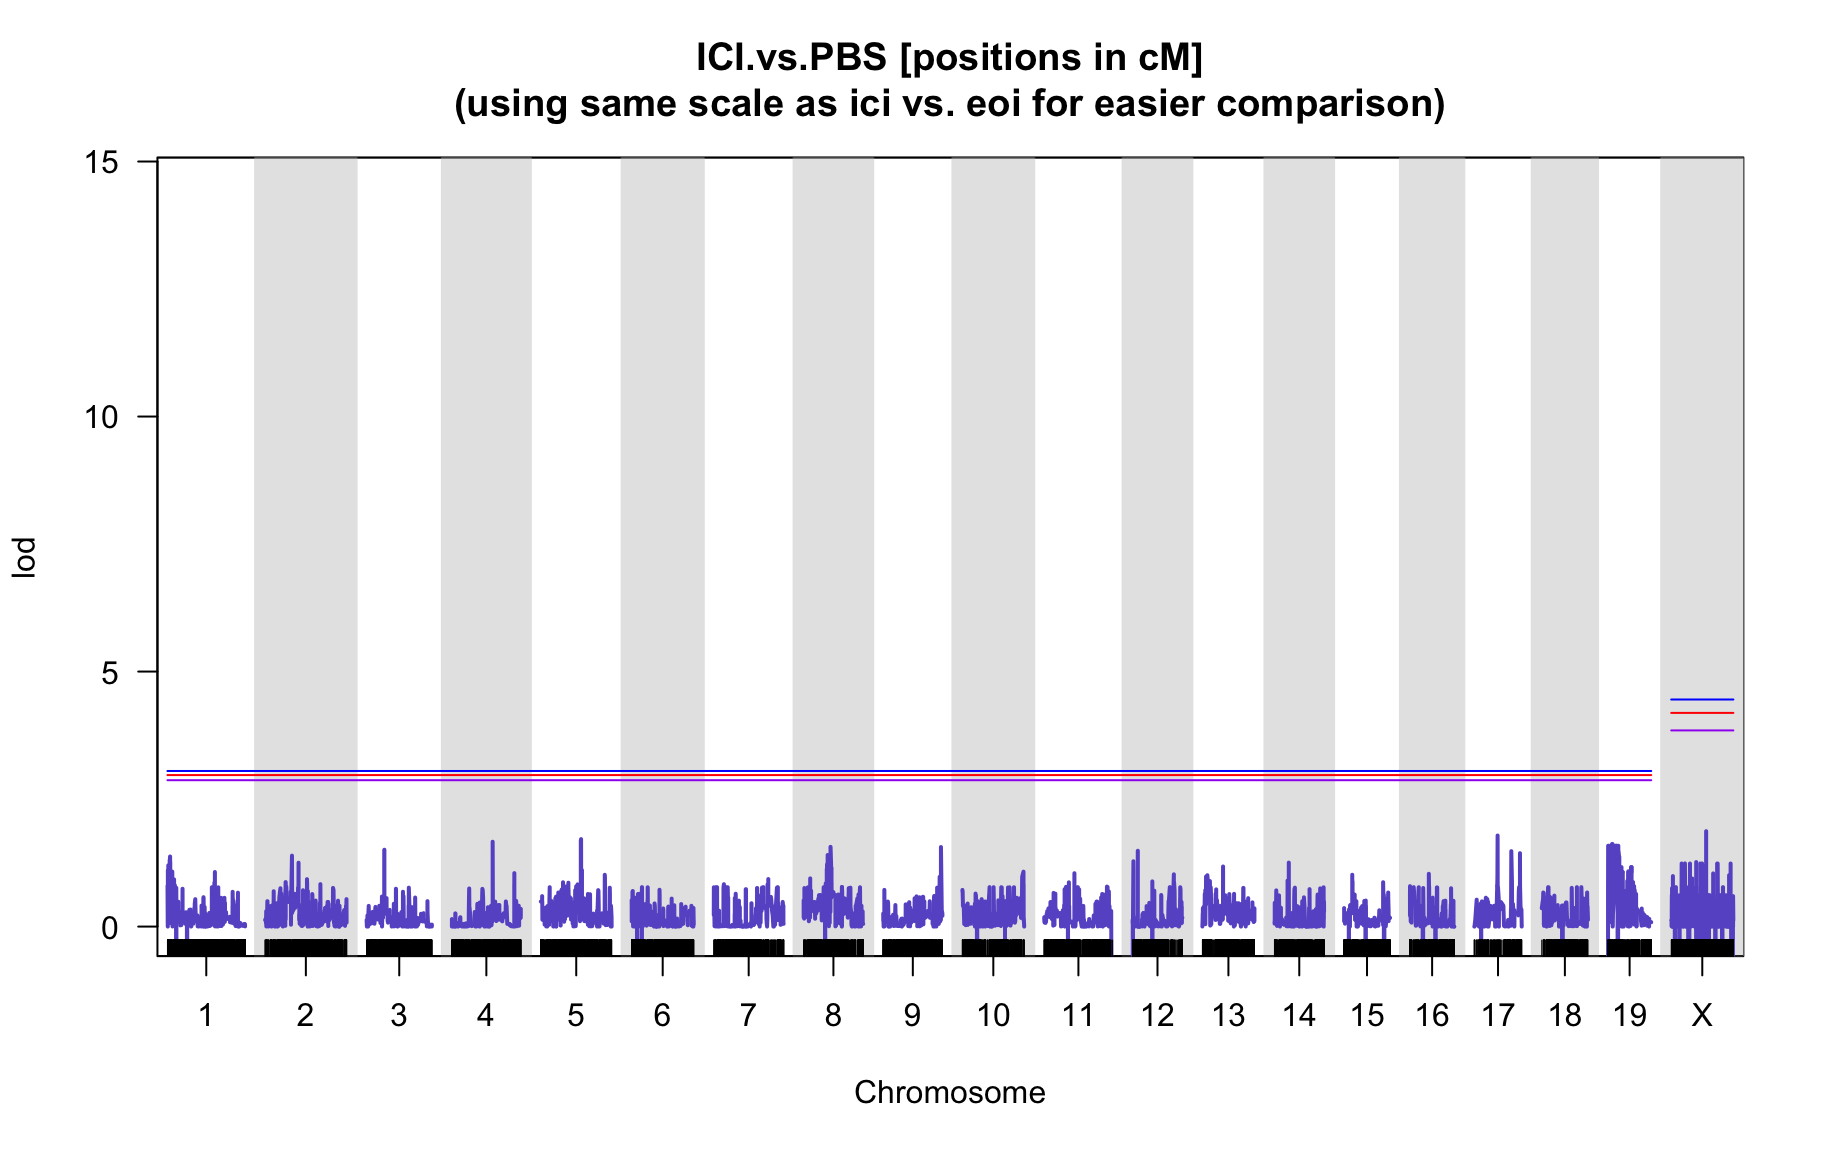 ICI.vs.PBS [positions in cM]
(using same scale as ici vs. eoi for easier comparison)
15
10
5
0
lod
1 2 3 4 5 6 7 8 9 10 11 12 13 14 15 16 17 18 19 X
Chromosome